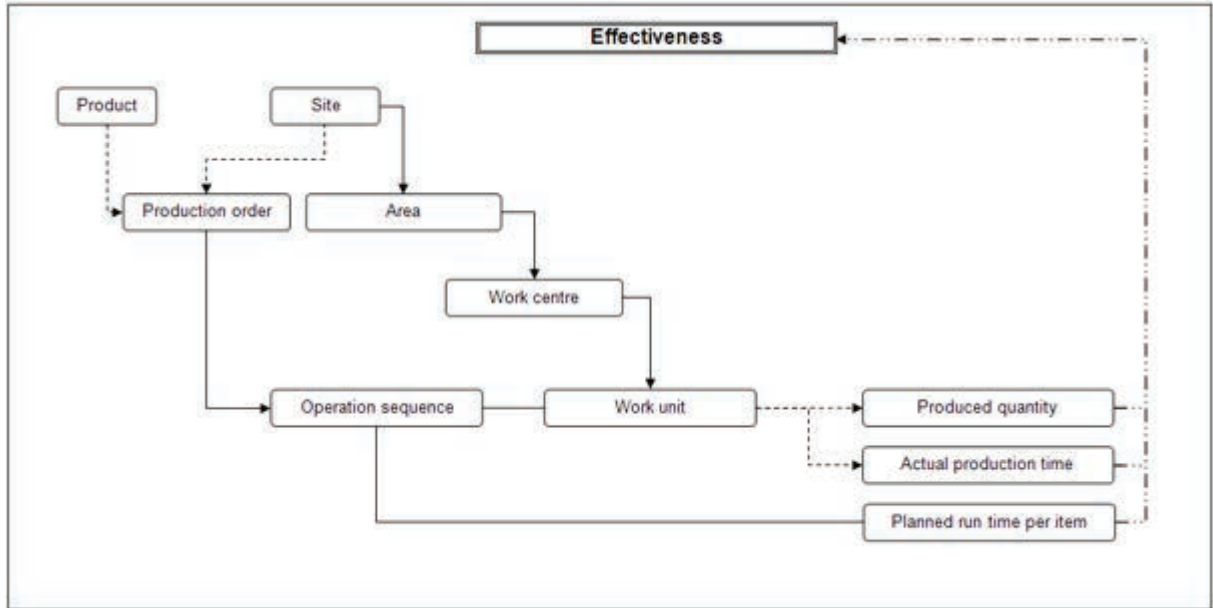 Effectiveness
Product
Site
Production order
Area
Work centre
Operation sequence
Work unit
Produced quantity
Actual production time
Planned run time per item